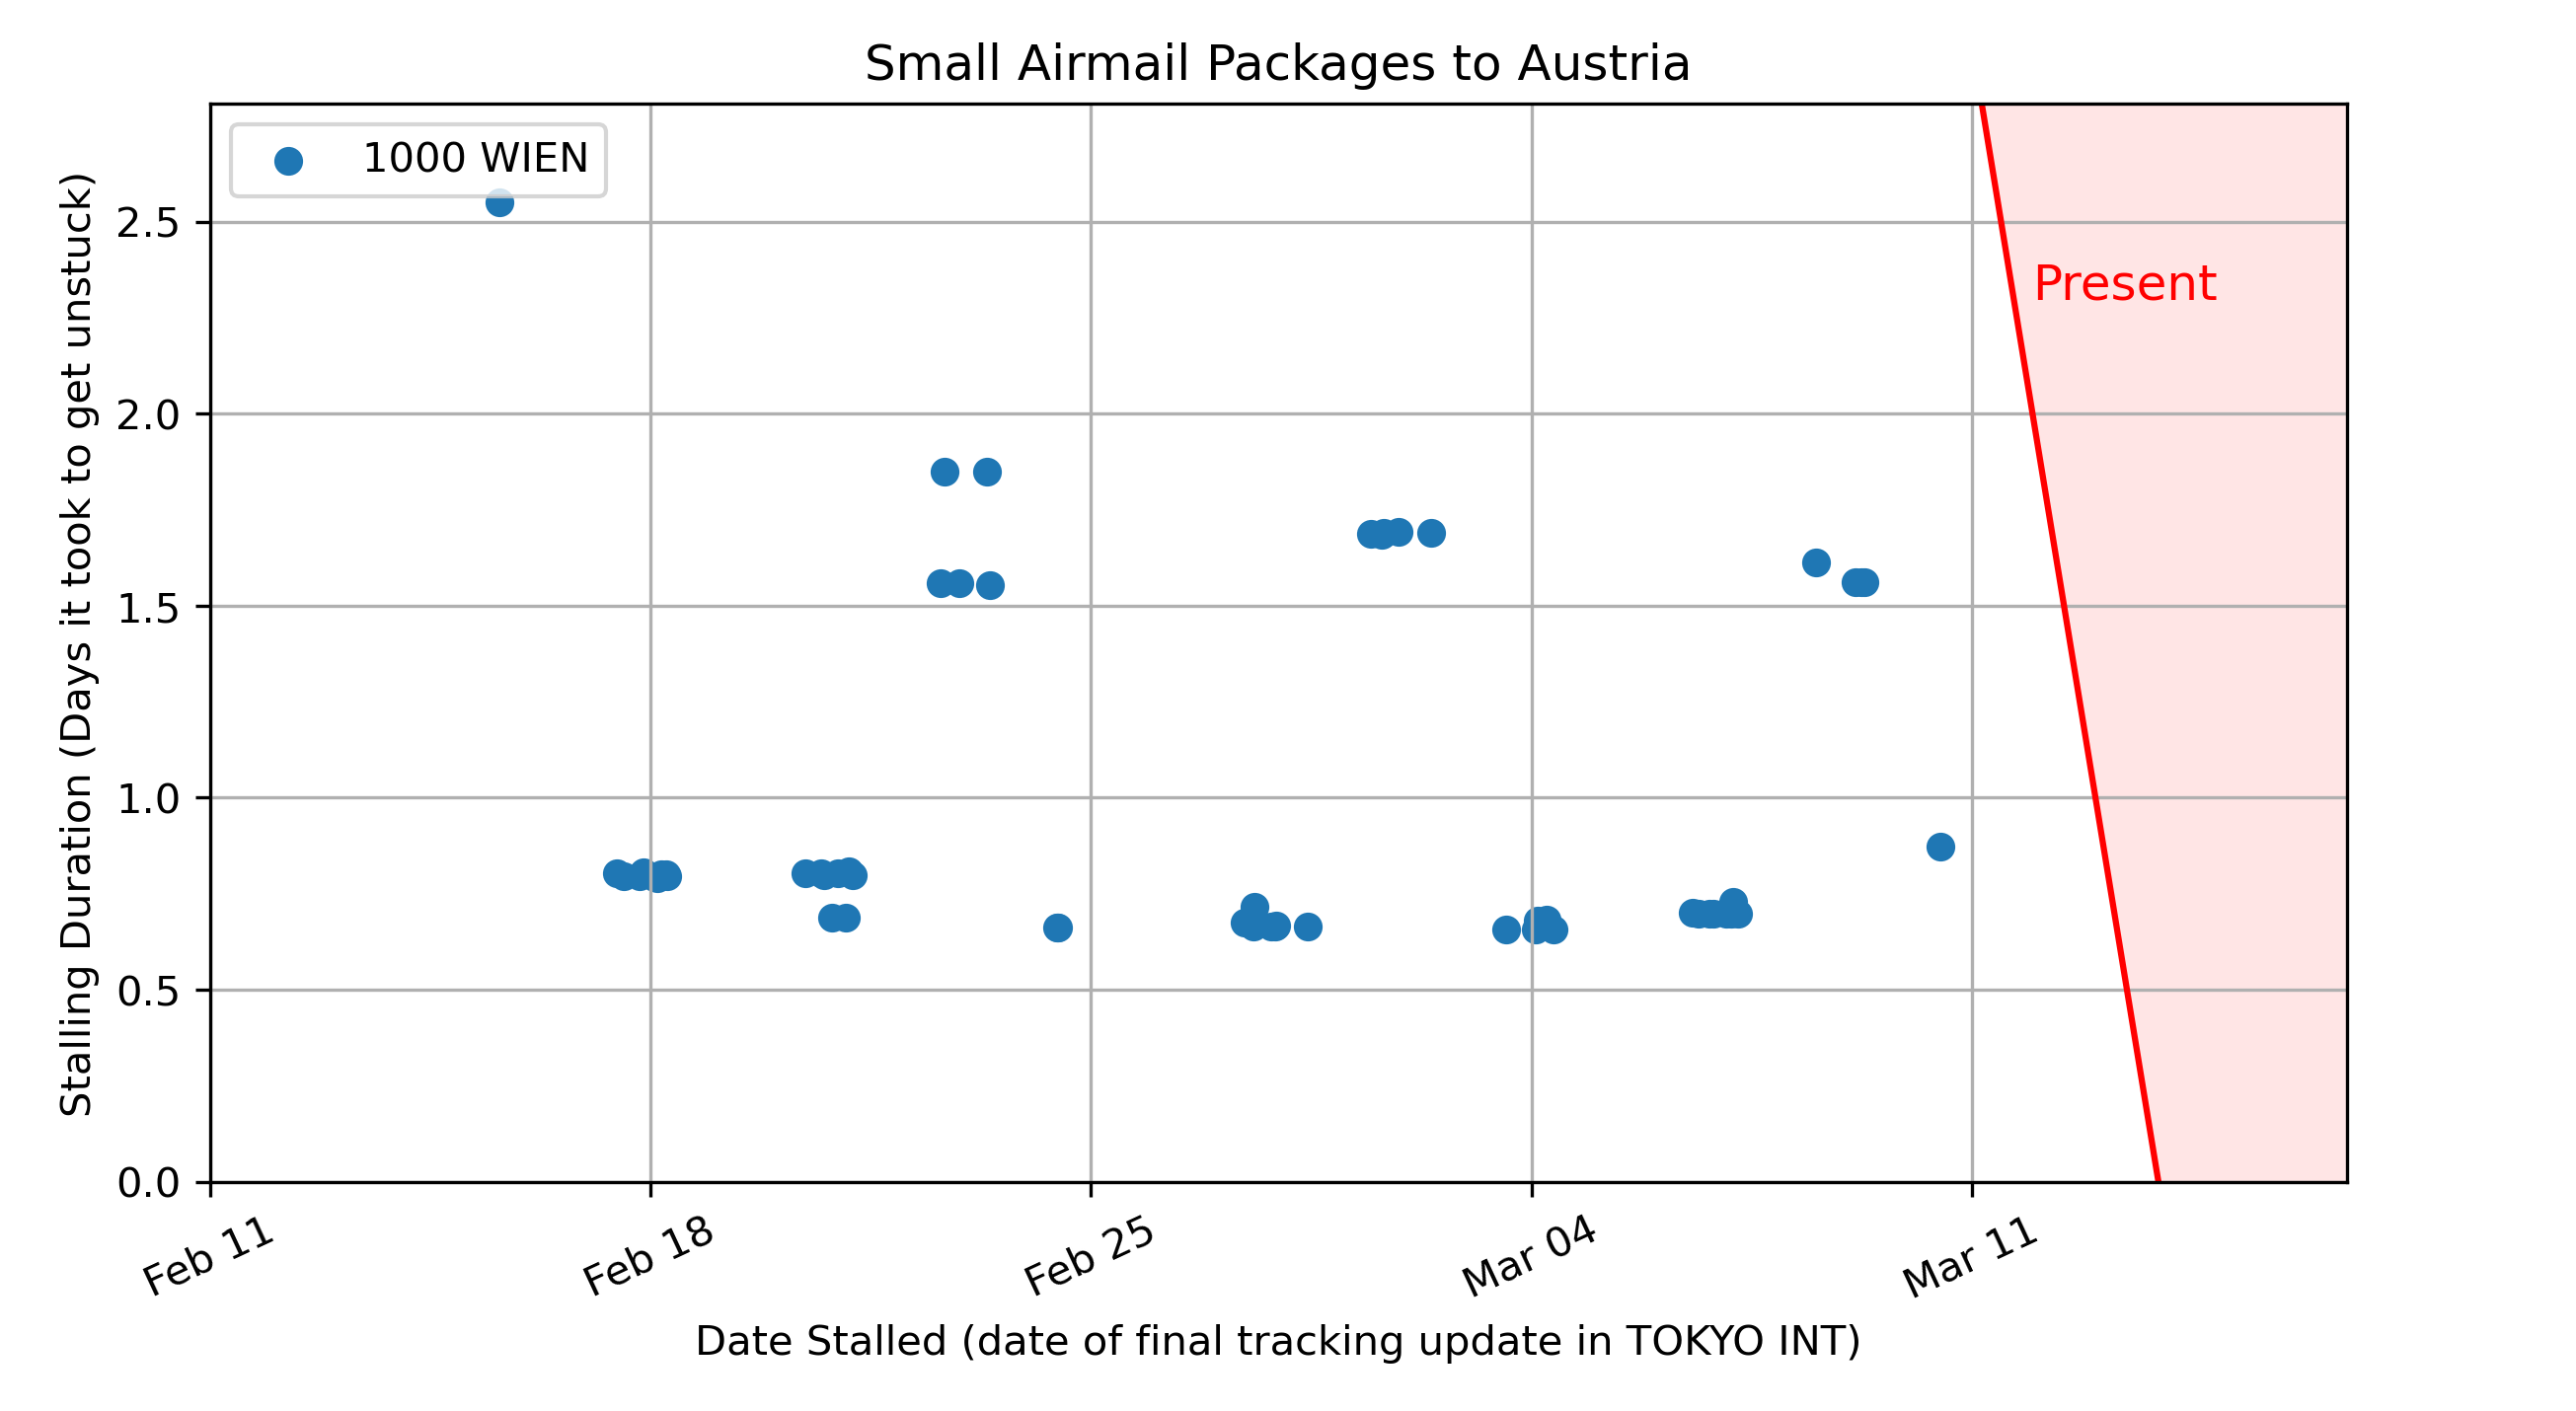 Small Airmail Packages to Austria
1000 WIEN
Present
Stalling Duration (Days it took to get unstuck)
2.5
2.0
1.5
1.0
0.5
0.0
Feb 11
Feb 18
Feb 25
Mar 04
Mar 11
Date Stalled (date of final tracking update in TOKYO INT)